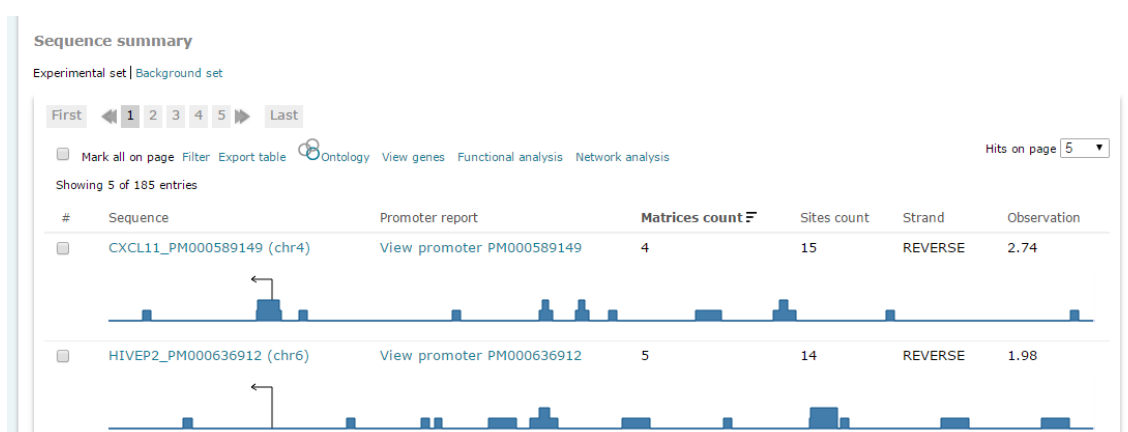 Sequence summary
Experimental set | Background set
First 1 2 3 4 5 Last
Mark all on page Filter Export table Ontology View genes Functional analysis Network analysis Hits on page 5
Showing 5 of 185 entries
# Sequence Promoter report Matrices count Sites count Strand Observation
CXCL11_PM000589149 (chr4) View promoter PM000589149 4 15 REVERSE 2.74
HIVEP2_PM000636912 (chr6) View promoter PM000636912 5 14 REVERSE 1.98